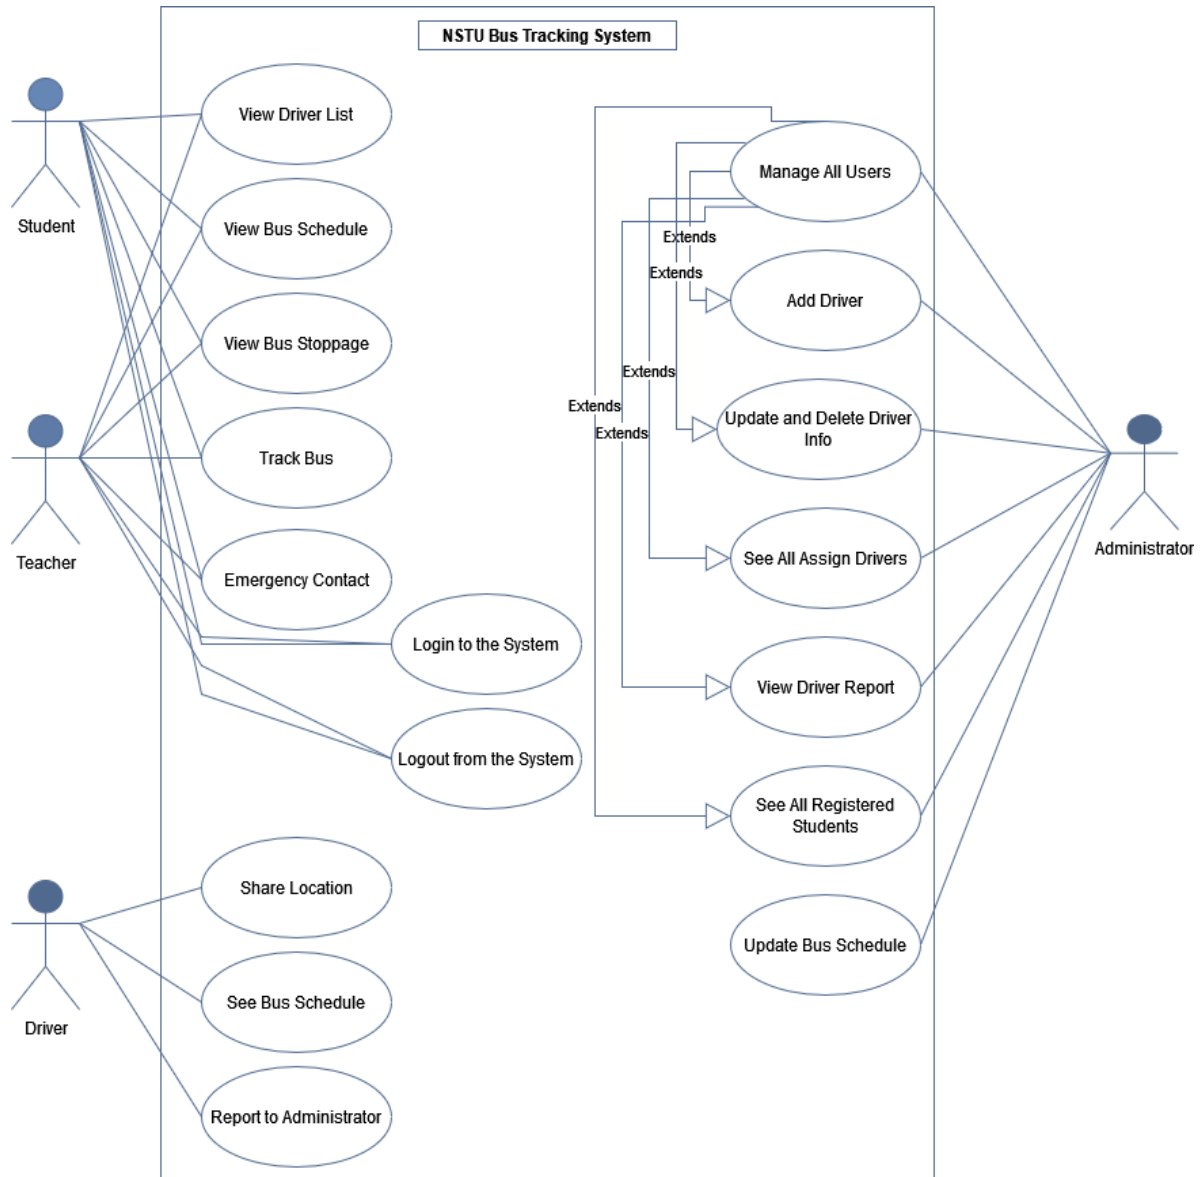 NSTU Bus Tracking System
View Driver List
Student
View Bus Schedule
View Bus Stoppage
Teacher
Track Bus
Emergency Contact
Login to the System
Logout from the System
Driver
Share Location
See Bus Schedule
Report to Administrator
Manage All Users
Extends
Extends
Extends
Extends
Extends
Add Driver
Update and Delete Driver
Info
See All Assign Drivers
View Driver Report
See All Registered
Students
Update Bus Schedule
Administrator